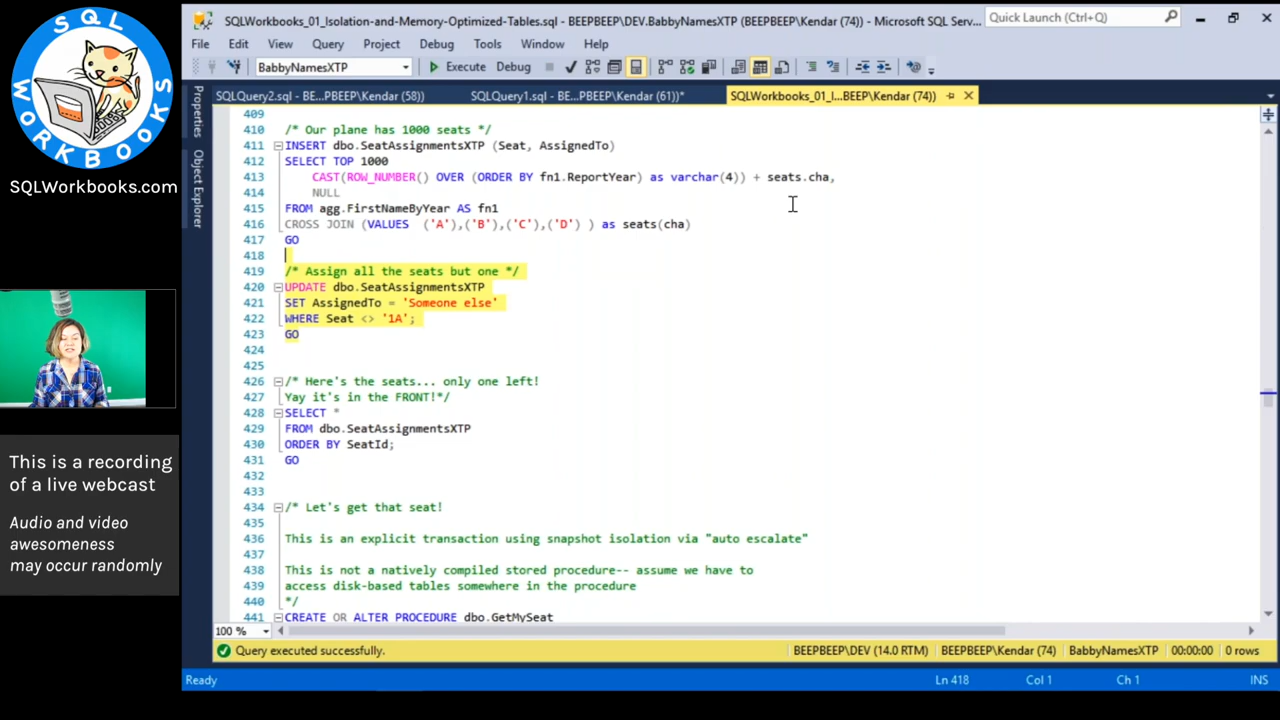 SQL WORKBOOKS
SQLWorkbooks.com
This is a recording
of a live webcast
Audio and video
awesomeness
may occur randomly
SQLWorkbooks_01_Isolation-and-Memory-Optimized-Tables.sql - BEEPBEEP\DEV.BabbyNamesXTP (BEEPBEEP\Kendar (74)) - Microsoft SQL Serv...
Quick Launch (Ctrl+Q)
File Edit View Query Project Debug Tools Window Help
BabbyNamesXTP Execute Debug
SQLQuery2.sql - BE...PBEEP\Kendar (58)) SQLQuery1.sql - BE...PBEEP\Kendar (61))* SQLWorkbooks_01_I...BEEP\Kendar (74))
Properties
Object Explorer
409
410 /* Our plane has 1000 seats */
411 INSERT dbo.SeatAssignmentsXTP (Seat, AssignedTo)
412 SELECT TOP 1000
413 CAST(ROW_NUMBER() OVER (ORDER BY fn1.ReportYear) as varchar(4)) + seats.cha,
414 NULL
415 FROM agg.FirstNameByYear AS fn1
416 CROSS JOIN (VALUES ('A'),('B'),('C'),('D') ) as seats(cha)
417 GO
418
419 /* Assign all the seats but one */
420 UPDATE dbo.SeatAssignmentsXTP
421 SET AssignedTo = 'Someone else'
422 WHERE Seat <> '1A';
423 GO
424
425
426 /* Here's the seats... only one left!
427 Yay it's in the FRONT!*/
428 SELECT *
429 FROM dbo.SeatAssignmentsXTP
430 ORDER BY SeatId;
431 GO
432
433
434 /* Let's get that seat!
435
436 This is an explicit transaction using snapshot isolation via "auto escalate"
437
438 This is not a natively compiled stored procedure-- assume we have to
439 access disk-based tables somewhere in the procedure
440 */
441 CREATE OR ALTER PROCEDURE dbo.GetMySeat
100 %
Query executed successfully. BEEPBEEP\DEV (14.0 RTM) BEEPBEEP\Kendar (74) BabbyNamesXTP 00:00:00 0 rows
Ready Ln 418 Col 1 Ch 1 INS